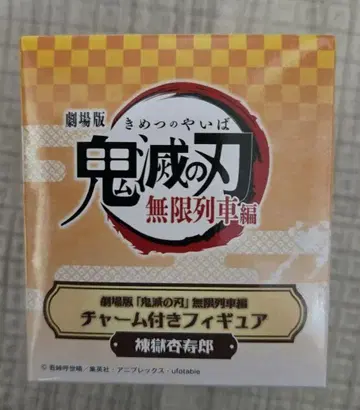 劇場版
きめつのやいば
鬼滅の刃
無限列車編
劇場版「鬼滅の刃」無限列車編
チャーム付きフィギュア
煉獄杏寿郎
© 吾峠呼世晴／集英社・アニプレックス・ufotable